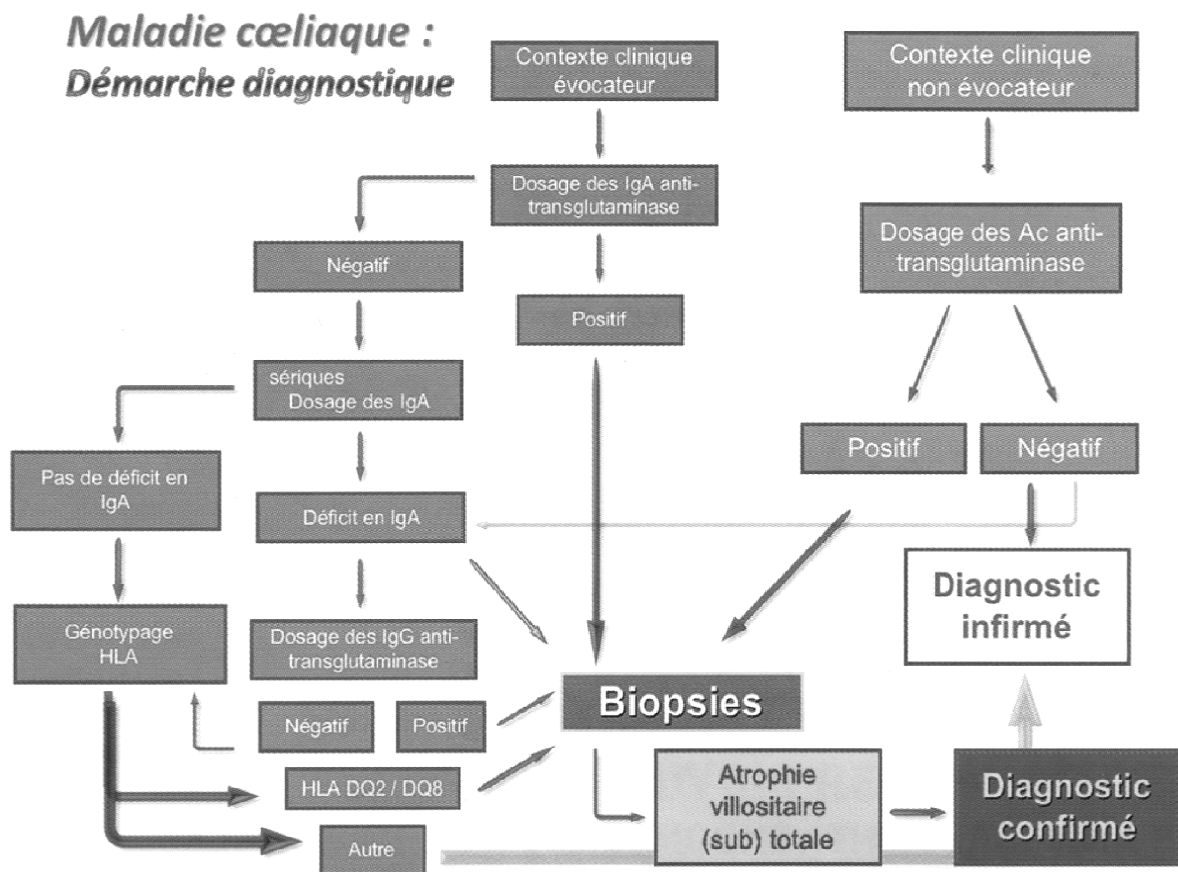 Maladie cœliaque :
Démarche diagnostique
Contexte clinique
évocateur
Contexte clinique
non évocateur
Dosage des IgA anti-
transglutaminase
Dosage des Ac anti-
transglutaminase
Négatif
Positif
sériques
Dosage des IgA
Positif
Négatif
Pas de déficit en
IgA
Déficit en IgA
Diagnostic
infirmé
Génotypage
HLA
Dosage des IgG anti-
transglutaminase
Biopsies
Négatif
Positif
HLA DQ2 / DQ8
Autre
Atrophie
villositaire
(sub) totale
Diagnostic
confirmé